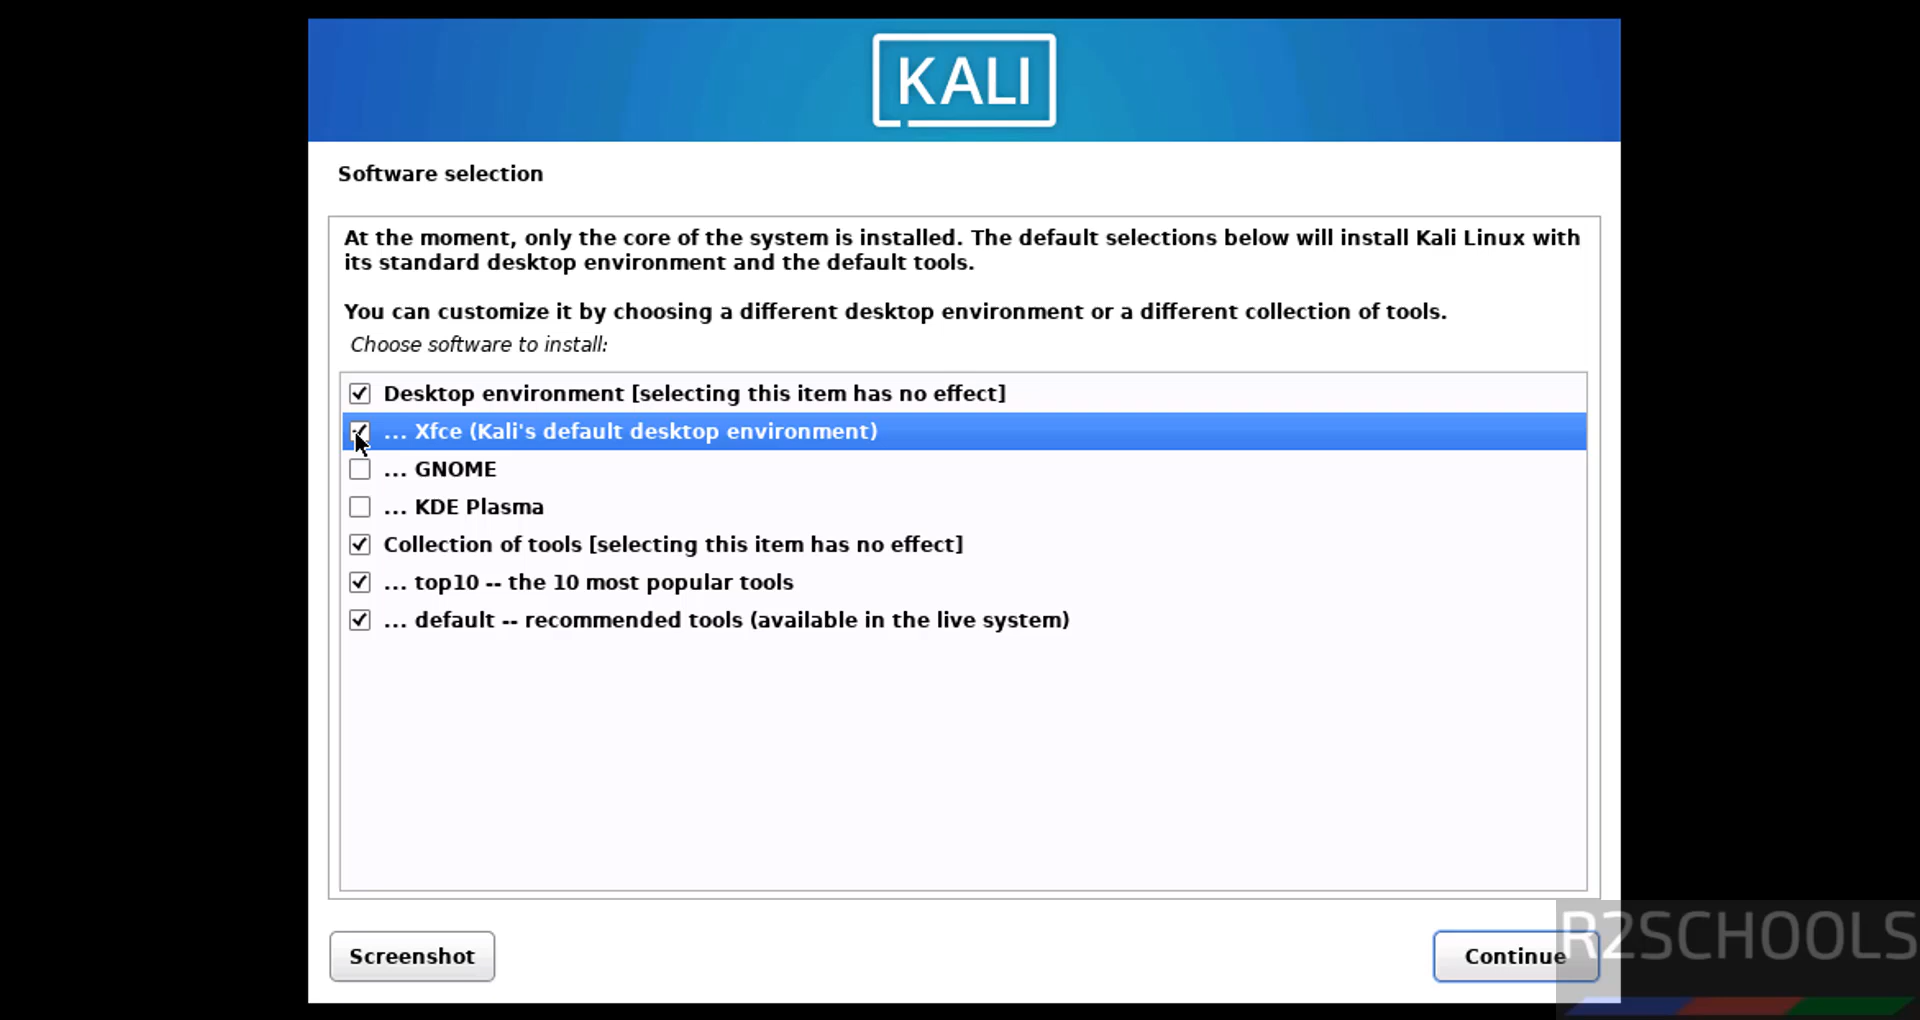 KALI
Software selection
At the moment, only the core of the system is installed. The default selections below will install Kali Linux with
its standard desktop environment and the default tools.
You can customize it by choosing a different desktop environment or a different collection of tools.
Choose software to install:
Desktop environment [selecting this item has no effect]
... Xfce (Kali's default desktop environment)
... GNOME
... KDE Plasma
Collection of tools [selecting this item has no effect]
... top10 -- the 10 most popular tools
... default -- recommended tools (available in the live system)
Screenshot
Continue
R2SCHOOLS